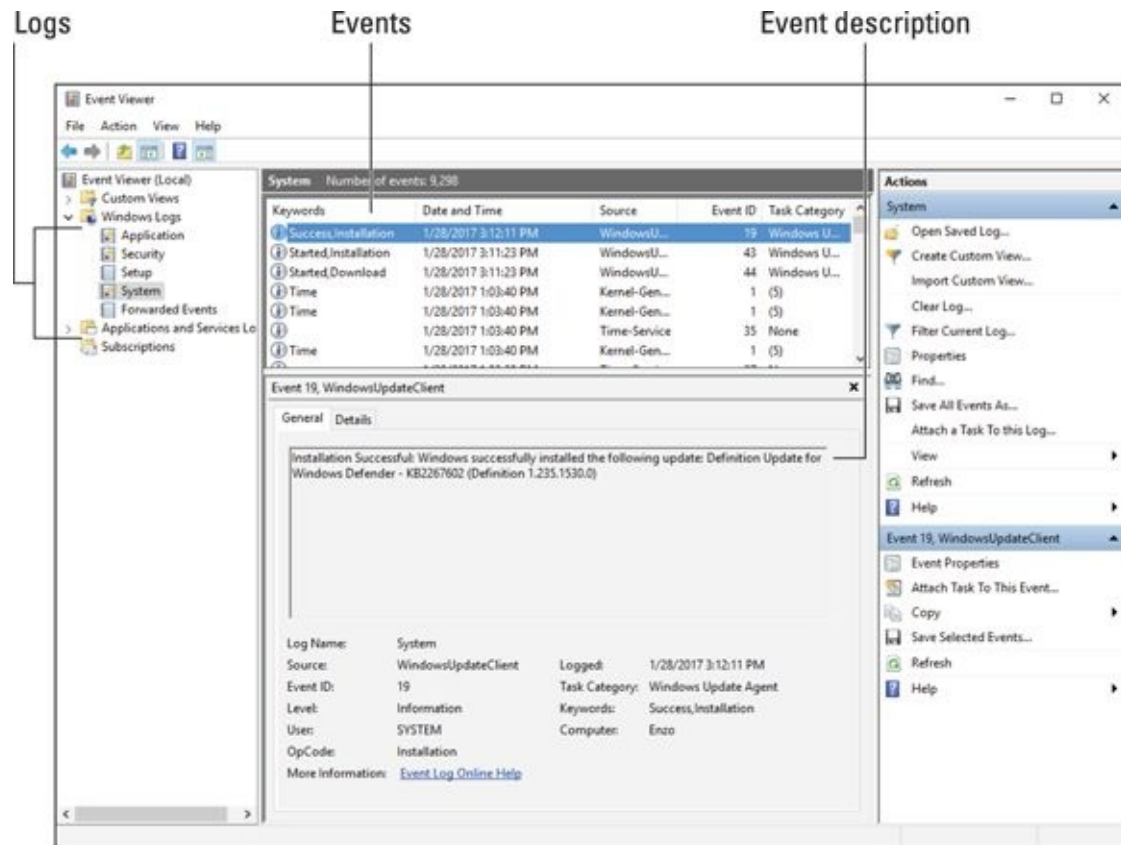 Logs Events Event description
Event Viewer
File Action View Help
Event Viewer (Local)
Custom Views
Windows Logs
Application
Security
Setup
System
Forwarded Events
Applications and Services Lo
Subscriptions
System Number of events: 9,298
Keywords Date and Time Source Event ID Task Category
Success,Installation 1/28/2017 3:12:11 PM WindowsU... 19 Windows U...
Started,Installation 1/28/2017 3:11:23 PM WindowsU... 43 Windows U...
Started,Download 1/28/2017 3:11:23 PM WindowsU... 44 Windows U...
Time 1/28/2017 1:03:40 PM Kernel-Gen... 1 (5)
Time 1/28/2017 1:03:40 PM Kernel-Gen... 1 (5)
1/28/2017 1:03:40 PM Time-Service 35 None
Time 1/28/2017 1:03:40 PM Kernel-Gen... 1 (5)
Event 19, WindowsUpdateClient
General Details
Installation Successful: Windows successfully installed the following update: Definition Update for
Windows Defender - KB2267602 (Definition 1.235.1530.0)
Log Name: System
Source: WindowsUpdateClient Logged: 1/28/2017 3:12:11 PM
Event ID: 19 Task Category: Windows Update Agent
Level: Information Keywords: Success,Installation
User: SYSTEM Computer: Enzo
OpCode: Installation
More Information: Event Log Online Help
Actions
System
Open Saved Log...
Create Custom View...
Import Custom View...
Clear Log...
Filter Current Log...
Properties
Find...
Save All Events As...
Attach a Task To this Log...
View
Refresh
Help
Event 19, WindowsUpdateClient
Event Properties
Attach Task To This Event...
Copy
Save Selected Events...
Refresh
Help